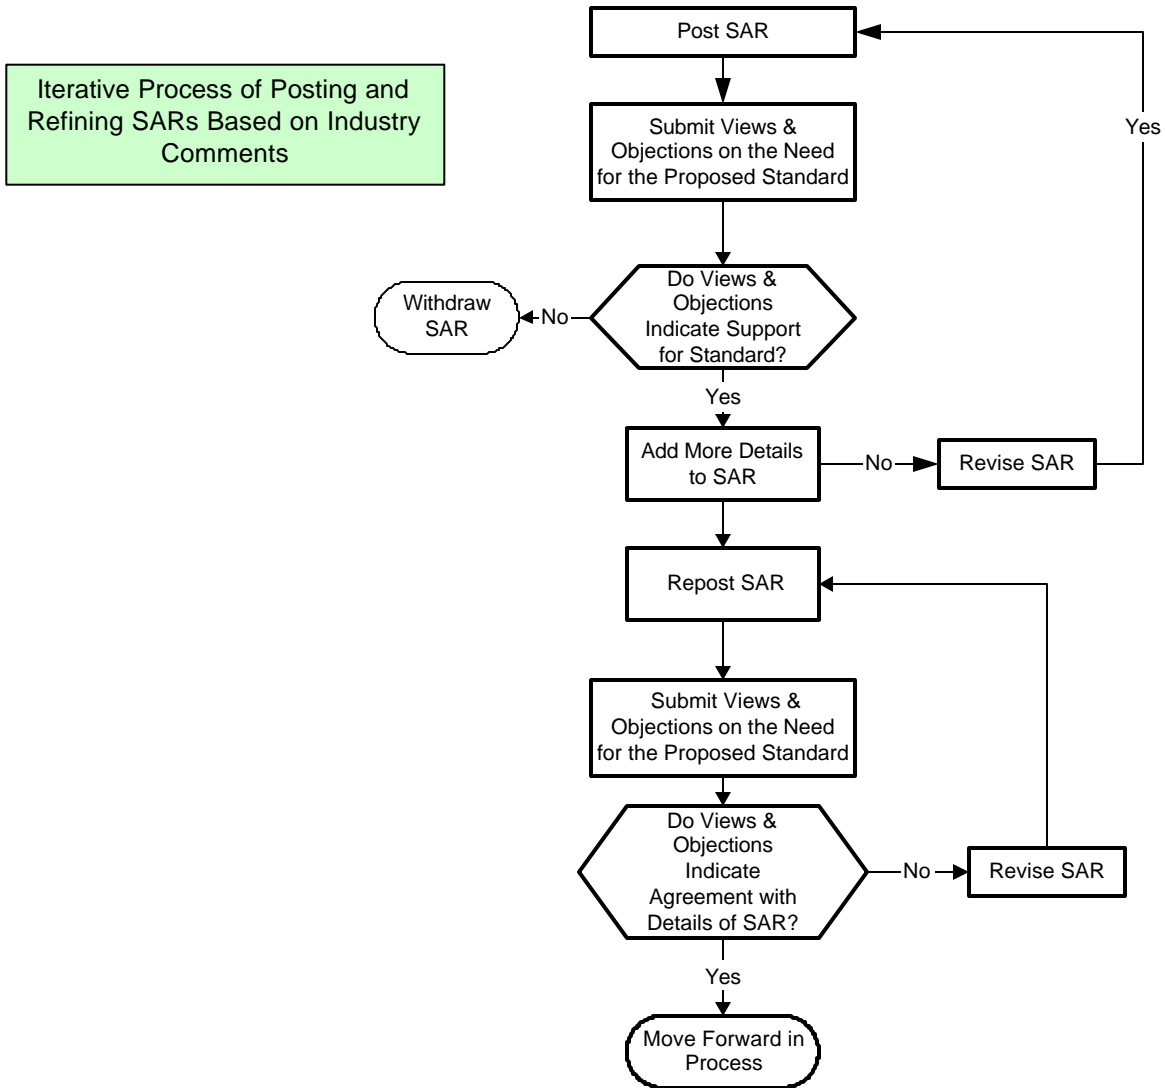 Post SAR
Iterative Process of Posting and
Refining SARs Based on Industry
Comments
Submit Views &
Objections on the Need
for the Proposed Standard
Yes
Do Views &
Objections
Indicate Support
for Standard?
No
Withdraw
SAR
Yes
Add More Details
to SAR
No
Revise SAR
Repost SAR
Submit Views &
Objections on the Need
for the Proposed Standard
Do Views &
Objections
Indicate
Agreement with
Details of SAR?
No
Revise SAR
Yes
Move Forward in
Process